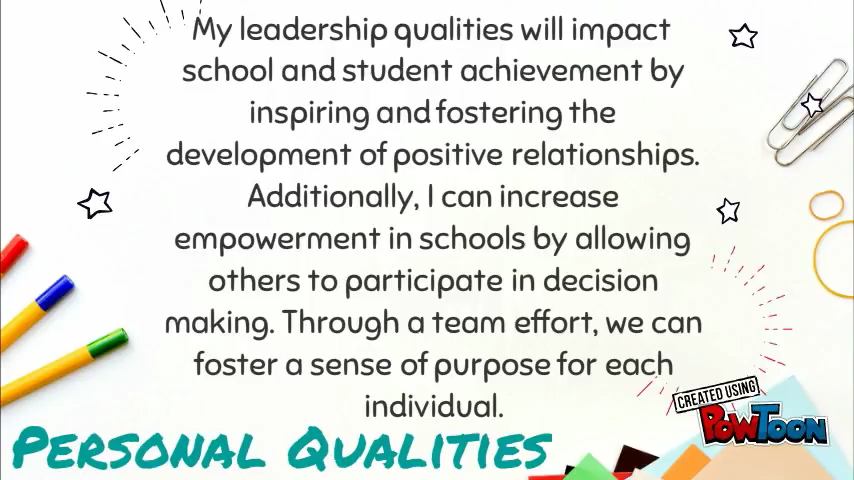 My leadership qualities will impact
school and student achievement by
inspiring and fostering the
development of positive relationships.
Additionally, I can increase
empowerment in schools by allowing
others to participate in decision
making. Through a team effort, we can
foster a sense of purpose for each
individual.
CREATED USING
POWTOON
PERSONAL QUALITIES